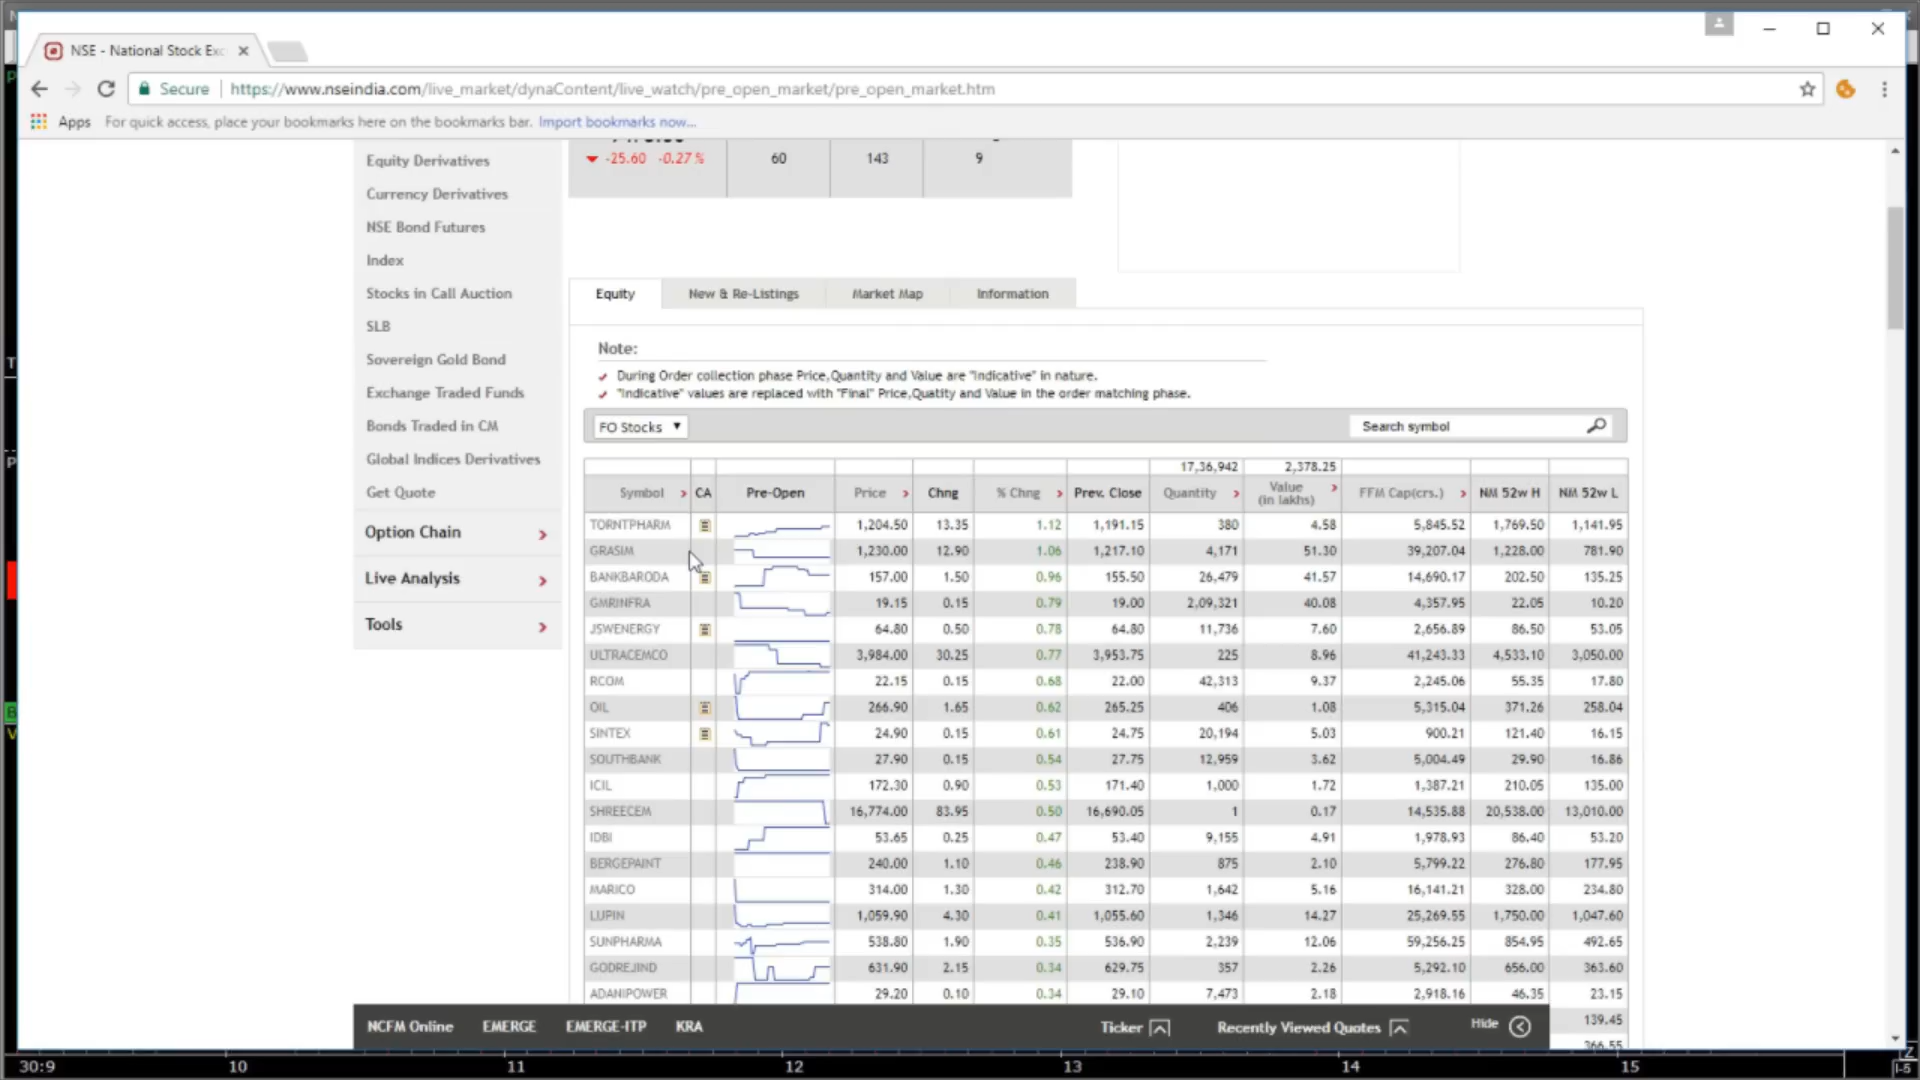 NSE - National Stock Exc
Secure https://www.nseindia.com/live_market/dynaContent/live_watch/pre_open_market/pre_open_market.htm
Apps For quick access, place your bookmarks here on the bookmarks bar. Import bookmarks now...
-25.60 -0.27 % 60 143 9
Equity Derivatives
Currency Derivatives
NSE Bond Futures
Index
Stocks in Call Auction
SLB
Sovereign Gold Bond
Exchange Traded Funds
Bonds Traded in CM
Global Indices Derivatives
Get Quote
Option Chain
Live Analysis
Tools
Equity New & Re-Listings Market Map Information
Note:
During Order collection phase Price,Quantity and Value are "Indicative" in nature.
"Indicative" values are replaced with "Final" Price,Quatity and Value in the order matching phase.
FO Stocks Search symbol
17,36,942 2,378.25
Symbol CA Pre-Open Price Chng % Chng Prev. Close Quantity Value (in lakhs) FFM Cap(crs.) NM 52w H NM 52w L
TORNTPHARM 1,204.50 13.35 1.12 1,191.15 380 4.58 5,845.52 1,769.50 1,141.95
GRASIM 1,230.00 12.90 1.06 1,217.10 4,171 51.30 39,207.04 1,228.00 781.90
BANKBARODA 157.00 1.50 0.96 155.50 26,479 41.57 14,690.17 202.50 135.25
GMRINFRA 19.15 0.15 0.79 19.00 2,09,321 40.08 4,357.95 22.05 10.20
JSWENERGY 64.80 0.50 0.78 64.80 11,736 7.60 2,656.89 86.50 53.05
ULTRACEMCO 3,984.00 30.25 0.77 3,953.75 225 8.96 41,243.33 4,533.10 3,050.00
RCOM 22.15 0.15 0.68 22.00 42,313 9.37 2,245.06 55.35 17.80
OIL 266.90 1.65 0.62 265.25 406 1.08 5,315.04 371.26 258.04
SINTEX 24.90 0.15 0.61 24.75 20,194 5.03 900.21 121.40 16.15
SOUTHBANK 27.90 0.15 0.54 27.75 12,959 3.62 5,004.49 29.90 16.86
ICIL 172.30 0.90 0.53 171.40 1,000 1.72 1,387.21 210.05 135.00
SHREECEM 16,774.00 83.95 0.50 16,690.05 1 0.17 14,535.88 20,538.00 13,010.00
IDBI 53.65 0.25 0.47 53.40 9,155 4.91 1,978.93 86.40 53.20
BERGEPAINT 240.00 1.10 0.46 238.90 875 2.10 5,799.22 276.80 177.95
MARICO 314.00 1.30 0.42 312.70 1,642 5.16 16,141.21 328.00 234.80
LUPIN 1,059.90 4.30 0.41 1,055.60 1,346 14.27 25,269.55 1,750.00 1,047.60
SUNPHARMA 538.80 1.90 0.35 536.90 2,239 12.06 59,256.25 854.95 492.65
GODREJIND 631.90 2.15 0.34 629.75 357 2.26 5,292.10 656.00 363.60
ADANIPOWER 29.20 0.10 0.34 29.10 7,473 2.18 2,918.16 46.35 23.15
139.45
366.55
NCFM Online EMERGE EMERGE-ITP KRA Ticker Recently Viewed Quotes Hide
30:9 10 11 12 13 14 15